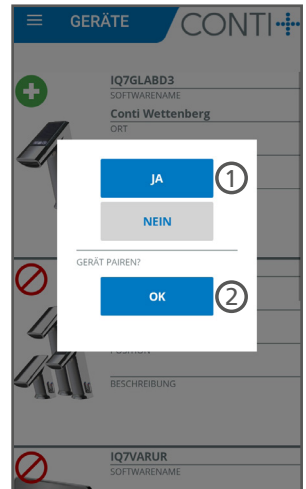 GERÄTE
CONTI+
IQ7GLABD3
SOFTWARENAME
Conti Wettenberg
ORT
JA
1
NEIN
GERÄT PAIREN?
OK
2
POSITION
BESCHREIBUNG
IQ7VARUR
SOFTWARENAME